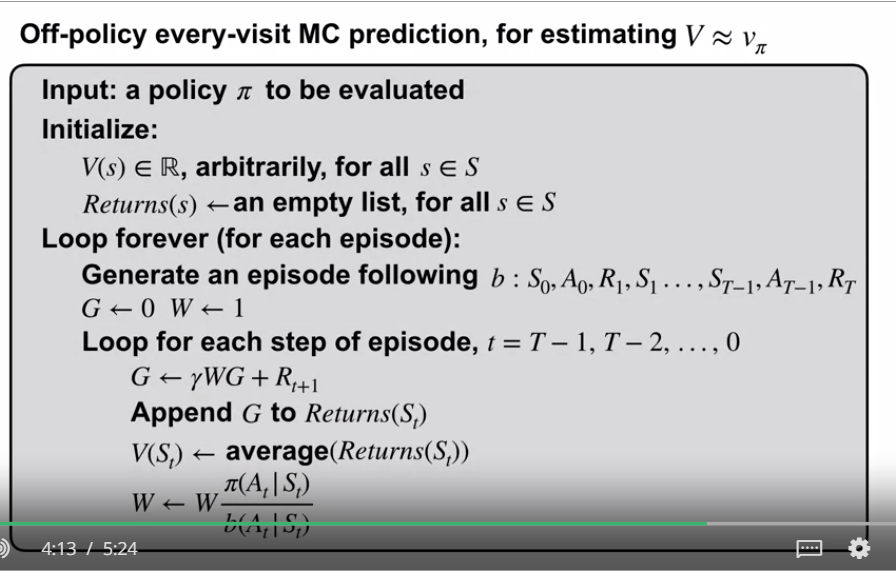 Off-policy every-visit MC prediction, for estimating V ≈ v_π
Input: a policy π to be evaluated
Initialize:
V(s) ∈ ℝ, arbitrarily, for all s ∈ S
Returns(s) ← an empty list, for all s ∈ S
Loop forever (for each episode):
Generate an episode following b : S_0, A_0, R_1, S_1 . . . , S_{T−1}, A_{T−1}, R_T
G ← 0 W ← 1
Loop for each step of episode, t = T − 1, T − 2, . . . , 0
G ← γWG + R_{t+1}
Append G to Returns(S_t)
V(S_t) ← average(Returns(S_t))
W ← W π(A_t | S_t) / b(A_t | S_t)
4:13 / 5:24